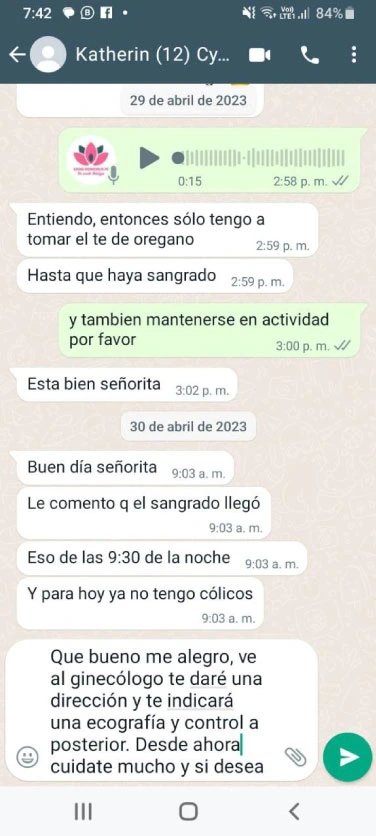 7:42
84%
Katherin (12) Cy...
29 de abril de 2023
0:15
2:58 p. m.
Entiendo, entonces sólo tengo a
tomar el te de oregano
2:59 p. m.
Hasta que haya sangrado
2:59 p. m.
y tambien mantenerse en actividad
por favor
3:00 p. m.
Esta bien señorita
3:02 p. m.
30 de abril de 2023
Buen día señorita
9:03 a. m.
Le comento q el sangrado llegó
9:03 a. m.
Eso de las 9:30 de la noche
9:03 a. m.
Y para hoy ya no tengo cólicos
9:03 a. m.
Que bueno me alegro, ve
al ginecólogo te daré una
dirección y te indicará
una ecografía y control a
posterior. Desde ahora
cuidate mucho y si desea